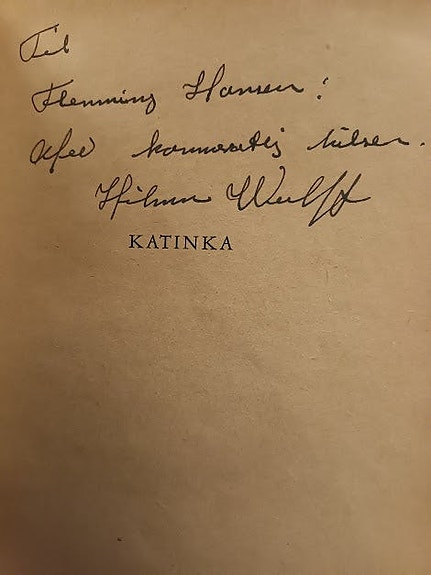 Til
Flemming Hansen!
Med kammeratlig hilsen.
Hilmar Wulff
KATINKA